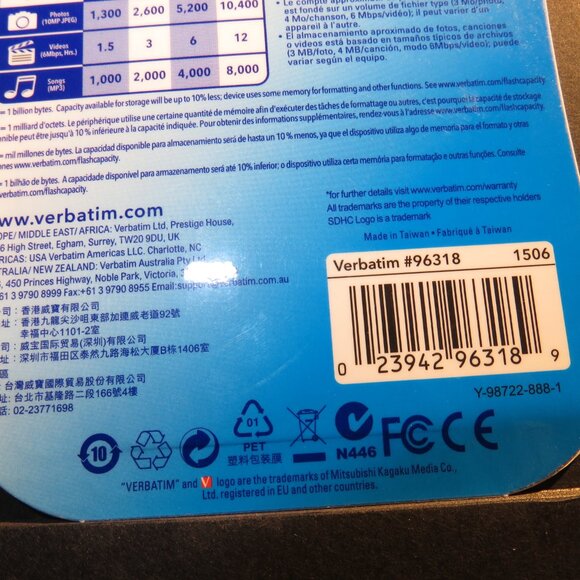 Photos (10MP JPEG) 1,300 2,600 5,200 10,400
Videos (6Mbps, Hrs.) 1.5 3 6 12
Songs (MP3) 1,000 2,000 4,000 8,000
est fondé sur un volume de fichier type (3 Mo/photo,
4 Mo/chanson, 6 Mbps/vidéo); il peut varier d'un
appareil à l'autre.
• El almacenamiento aproximado de fotos, canciones
o videos está basado en tamaños típicos de archivos
(3 MB/foto, 4 MB/canción, modo 6Mbps/video); puede
variar según el equipo.
= 1 billion bytes. Capacity available for storage will be up to 10% less; device uses some memory for formatting and other functions. See
www.verbatim.com/flashcapacity.
= 1 milliard d'octets. Le périphérique utilise une certaine quantité de mémoire afin d'exécuter des tâches de formattage ou autres, c'est pourquoi la capacité de stockage
jusqu'à 10 % inférieure à la capacité indiquée. Pour obtenir des informations supplémentaires, rendez-vous à l'adresse www.verbatim.com/flashcapacity.
= mil millones de bytes. La capacidad disponible para almacenamiento será de hasta un 10 % menos, ya que el dispositivo utiliza algo de memoria para el formato y otras
www.verbatim.com/flashcapacity.
= 1 bilhão de bytes. A capacidade disponível para armazenamento será até 10% inferior; o dispositivo utiliza certa memória para formatação e outras funções. Consulte
verbatim.com/flashcapacity.
www.verbatim.com
MIDDLE EAST/ AFRICA: Verbatim Ltd, Prestige House,
High Street, Egham, Surrey, TW20 9DU, UK
USA Verbatim Americas LLC. Charlotte, NC
NEW ZEALAND: Verbatim Australia Pty
450 Princes Highway, Noble Park, Victoria,
3 9790 8999 Fax:+61 3 9790 8955 Email:support@verbatim.com.au
香港威寶有限公司
香港九龍尖沙咀東部加連威老道92號
幸福中心1101-2室
威宝国际贸易(深圳)有限公司
深圳市福田区泰然九路海松大厦B座1406室
台灣威寶國際貿易股份有限公司
台北市基隆路二段166號4樓
02-23771698
*for further details visit www.verbatim.com/warranty
All trademarks are the property of their respective holders
SDHC Logo is a trademark
Made in Taiwan • Fabriqué à Taiwan
Verbatim #96318 1506
0 23942 96318 9
Y-98722-888-1
10
01
PET
塑料包装膜
N446
FC CE
"VERBATIM" and V logo are the trademarks of Mitsubishi Kagaku Media Co.,
Ltd. registered in EU and other countries.